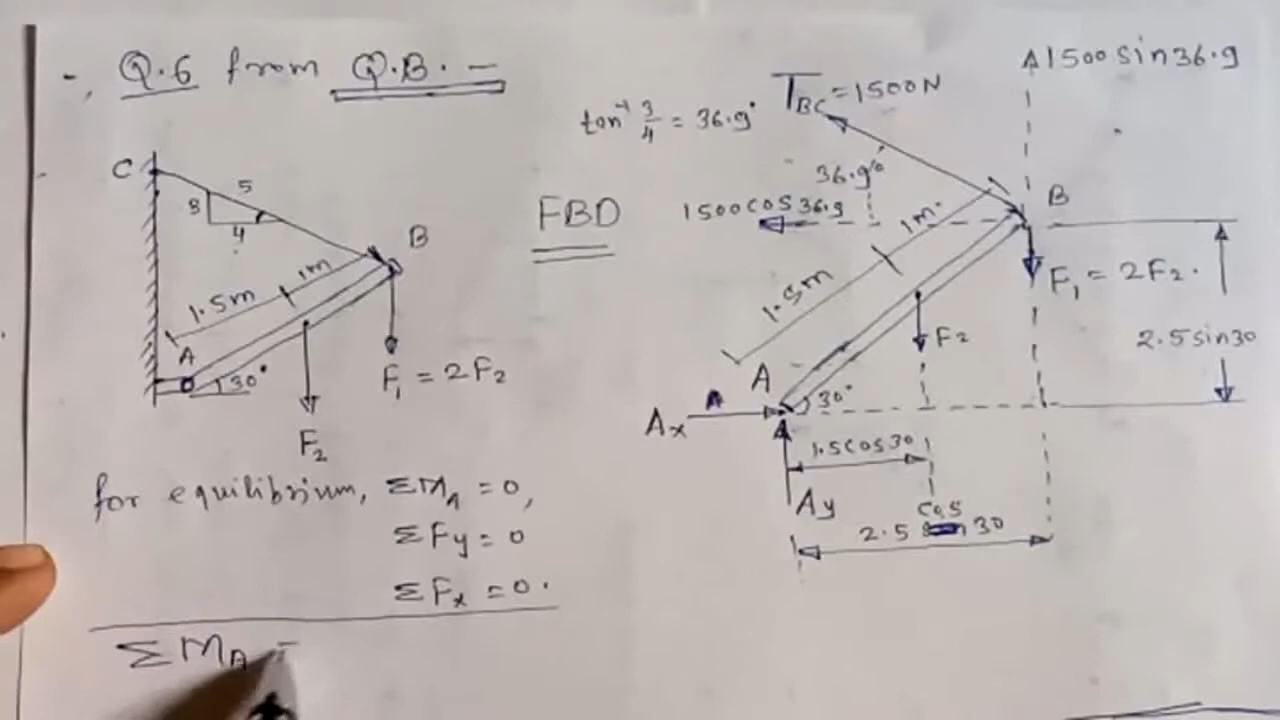 Q.6 from Q.B. -
C
5
3
4
B
1m
1.5m
A
30°
F₁ = 2F₂
F₂
for equilibrium, ΣM_A = 0,
ΣFy = 0
ΣFx = 0.
ΣM_A =
tan⁻¹ 3/4 = 36.9°
FBD
T_BC = 1500N
1500 sin 36.9
36.9°
1500 cos 36.9
B
1m.
1.5m
F₁ = 2F₂.
F₂
2.5 sin 30
A
30°
Ax
1.5 cos 30
Ay
2.5 cos 30